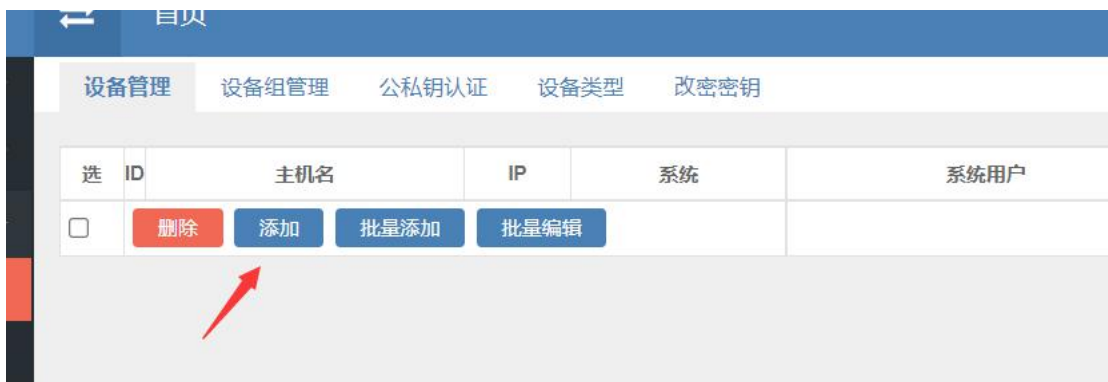 首页
设备管理 设备组管理 公私钥认证 设备类型 改密密钥
选 ID 主机名 IP 系统 系统用户
删除 添加 批量添加 批量编辑